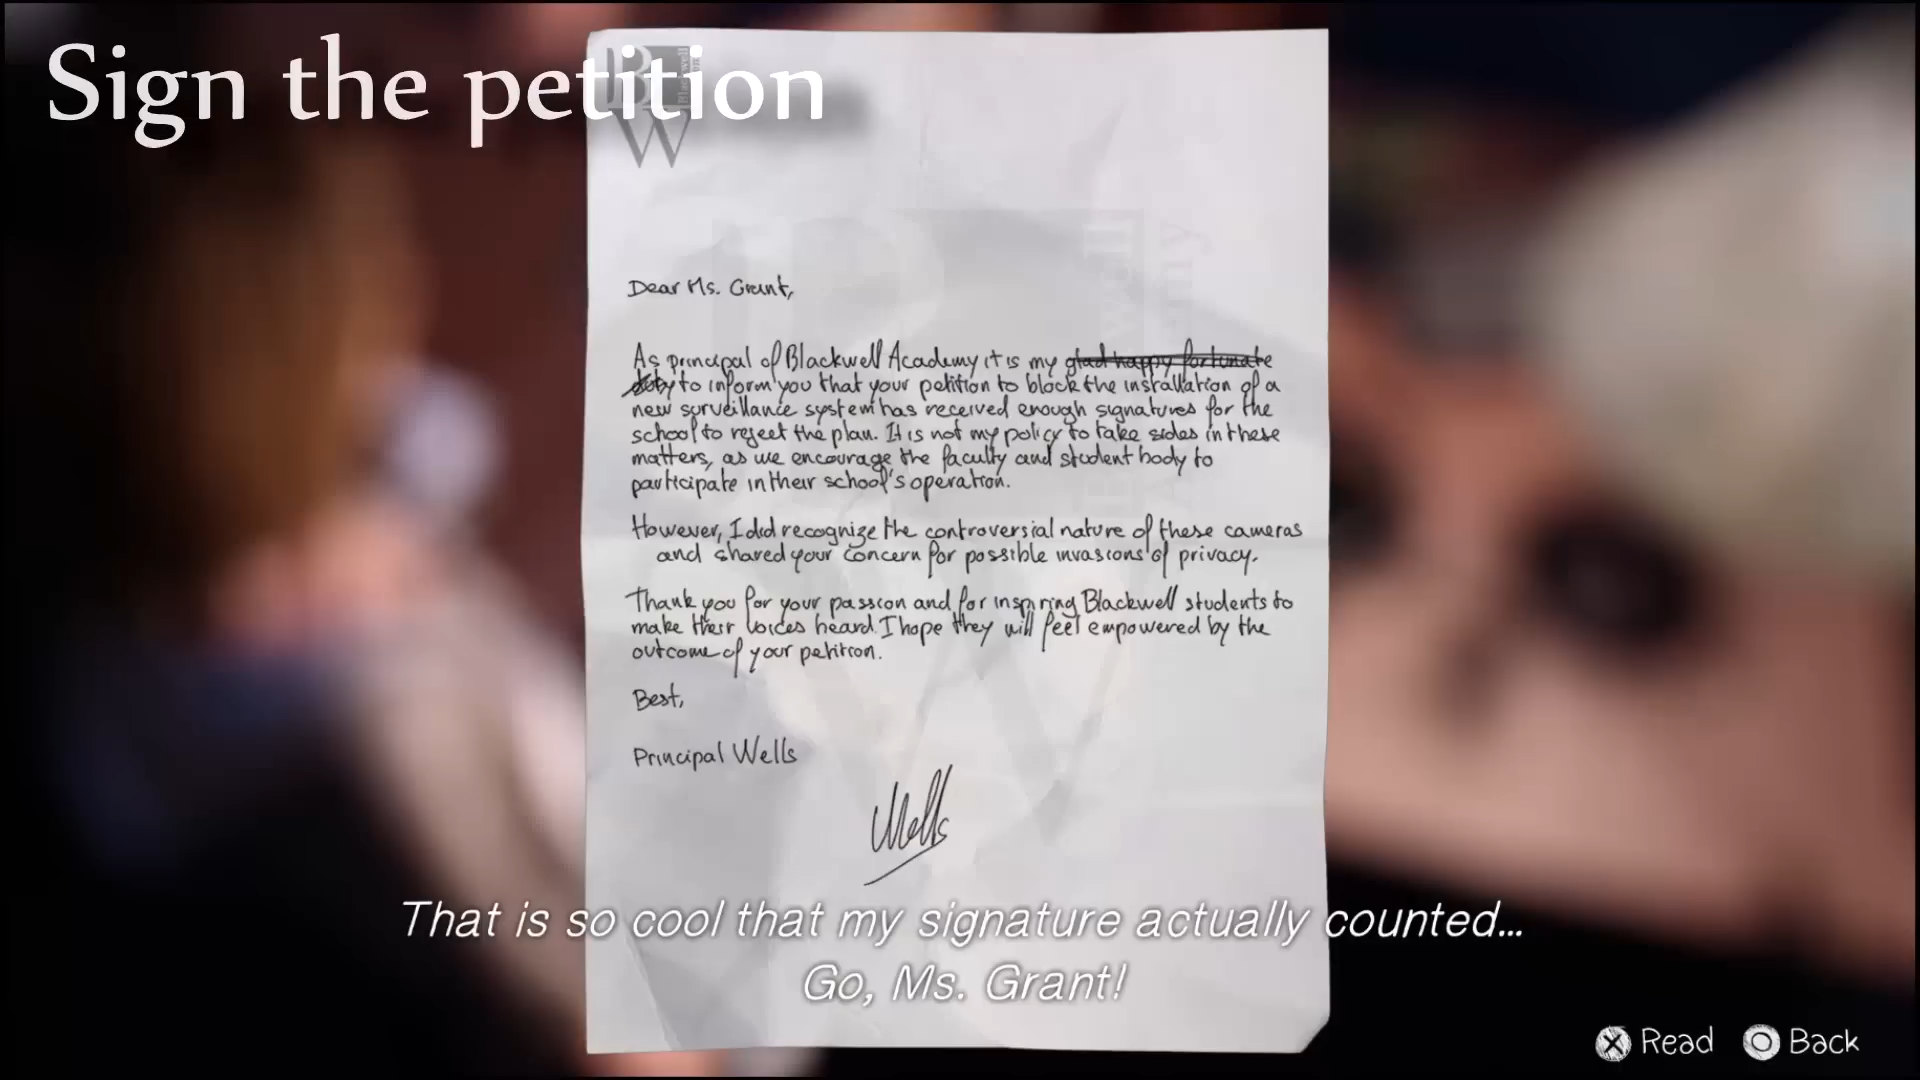 Sign the petition
BW
Dear Ms. Grant,
As principal of Blackwell Academy it is my glad happy fortunate
duty to inform you that your petition to block the installation of a
new surveillance system has received enough signatures for the
school to reject the plan. It is not my policy to take sides in these
matters, as we encourage the faculty and student body to
participate in their school's operation.
However, I did recognize the controversial nature of these cameras
and shared your concern for possible invasions of privacy.
Thank you for your passion and for inspiring Blackwell students to
make their voices heard. I hope they will feel empowered by the
outcome of your petition.
Best,
Principal Wells
Wells
That is so cool that my signature actually counted...
Go, Ms. Grant!
Read Back